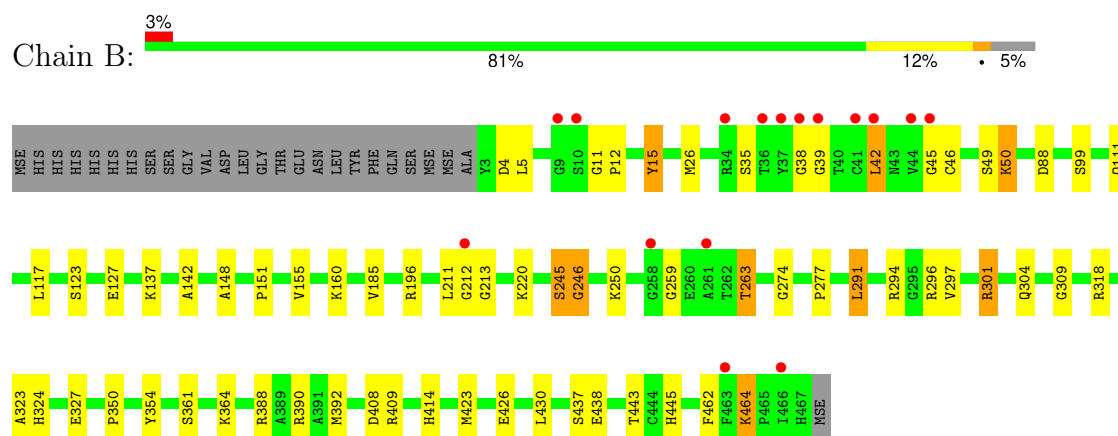 3%
Chain B:
81% 12% • 5%
MSE HIS HIS HIS HIS HIS HIS SER SER GLY VAL ASP LEU GLY THR GLU ASN LEU TYR PHE GLN SER MSE MSE ALA Y3 D4 L5 G9 S10 G11 P12 Y15 M26 R34 S35 T36 Y37 G38 G39 T40 C41 L42 N43 V44 G45 C46 S49 K50 D88 S99
L117 S123 E127 K137 A142 A148 P151 V155 K160 V185 R196 L211 G212 G213 K220 S245 G246 K250 G258 G259 E260 A261 T262 T263 G274 P277 L291 R294 G295 R296 V297 R301 Q304 G309 R318
A323 H324 E327 P350 Y354 S361 K364 R388 A389 R390 A391 M392 D408 R409 H414 M423 E426 L430 S437 E438 T443 C444 H445 F462 F463 K464 P465 I466 H467 MSE